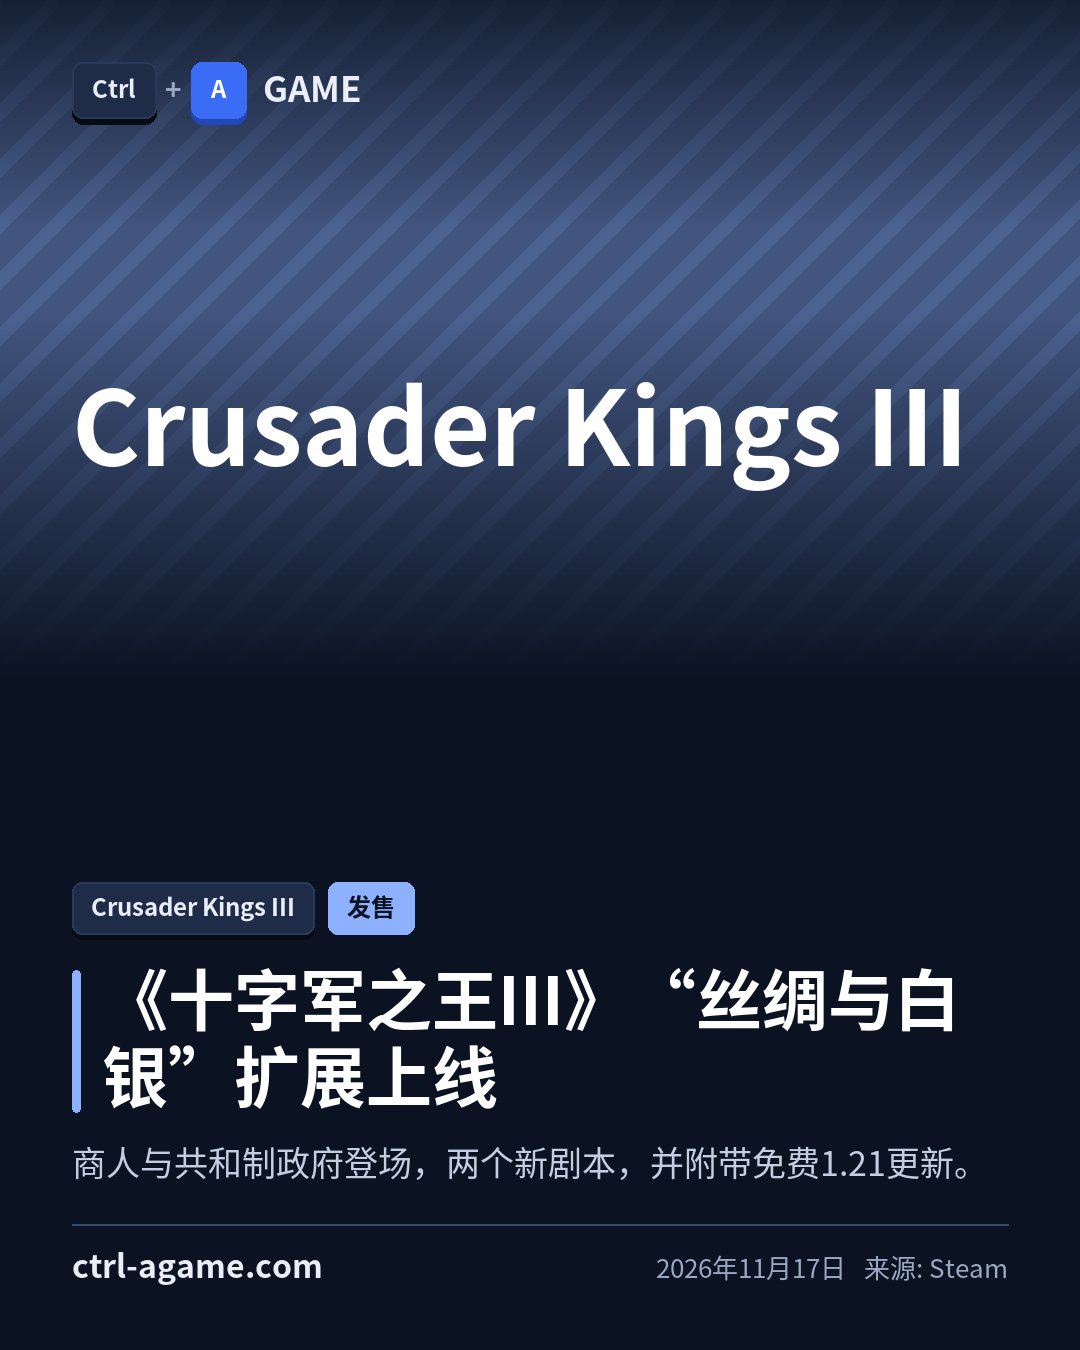 Ctrl + A GAME
Crusader Kings III
Crusader Kings III 发售
《十字军之王III》“丝绸与白
银”扩展上线
商人与共和制政府登场，两个新剧本，并附带免费1.21更新。
ctrl-agame.com 2026年11月17日 来源: Steam